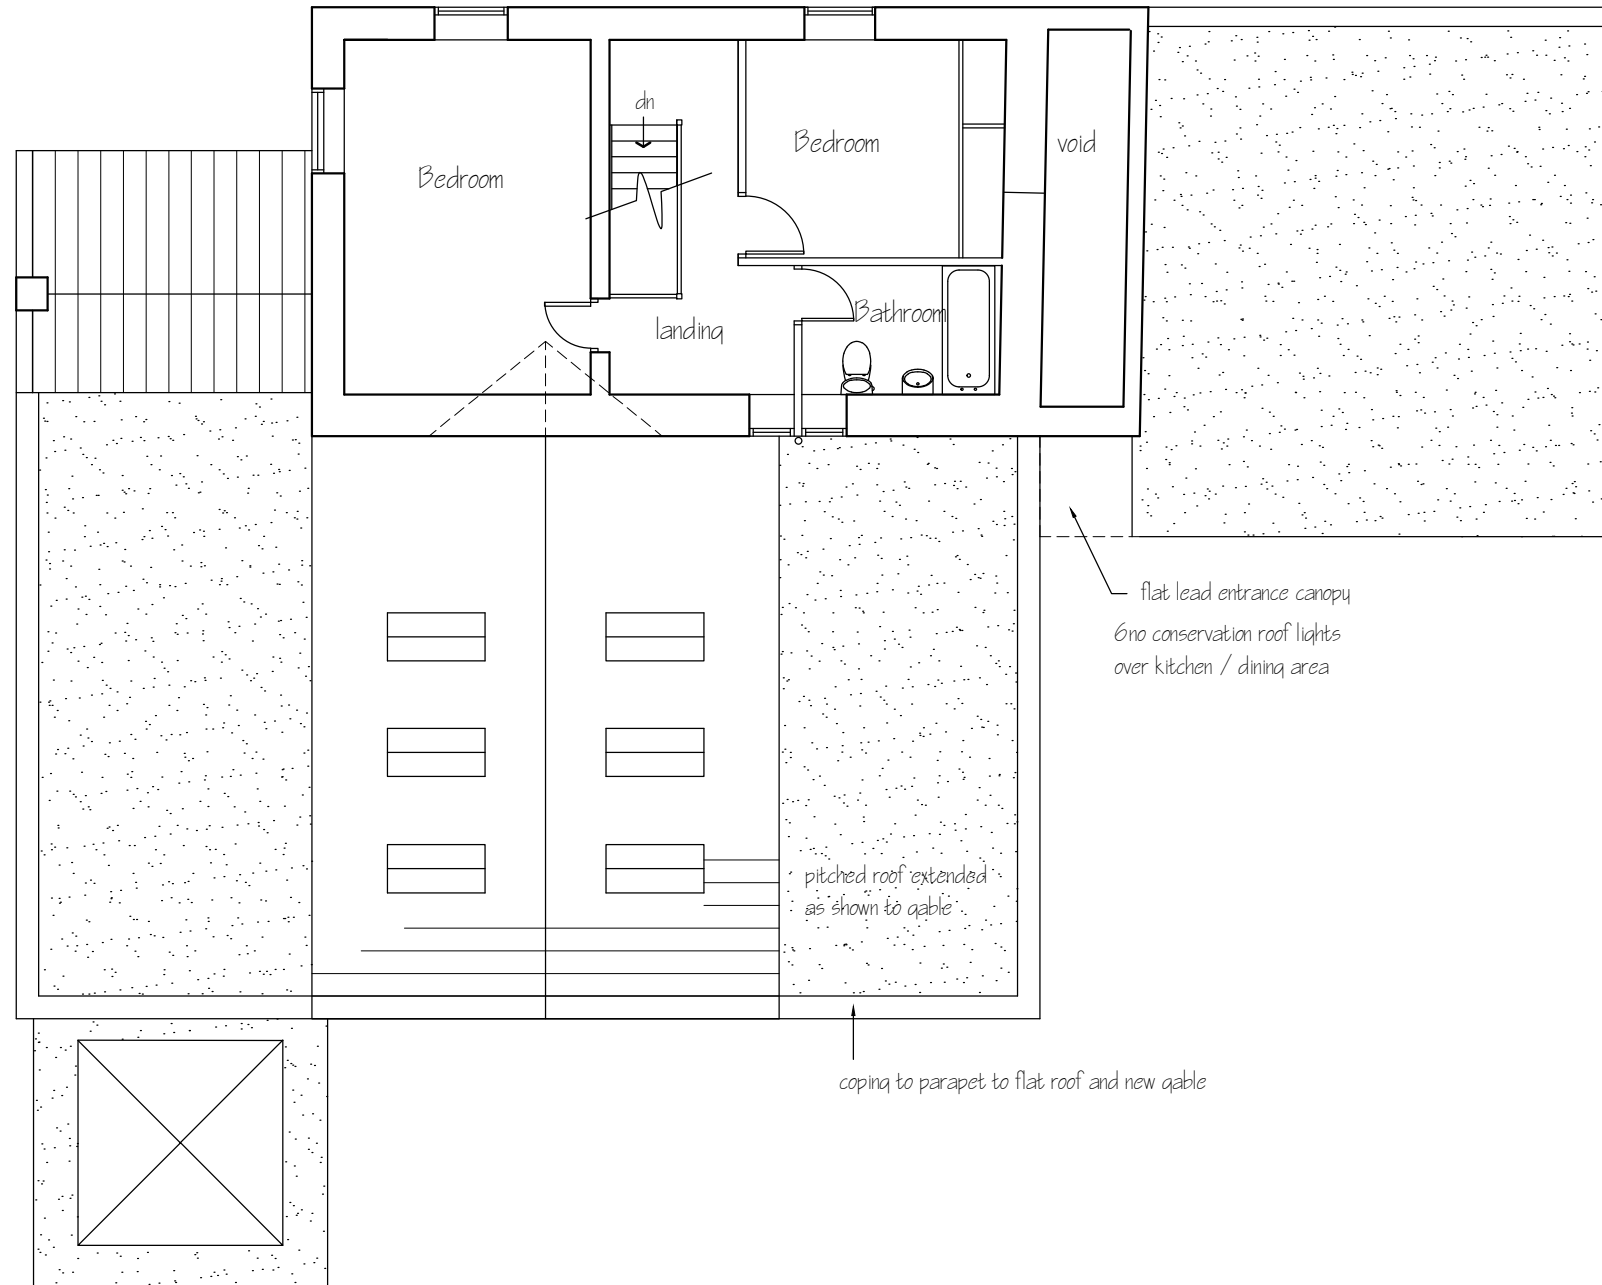 dn
Bedroom
void
Bedroom
Bathroom
landing
flat lead entrance canopy
6no conservation roof lights
over kitchen / dining area
pitched roof extended
as shown to gable
coping to parapet to flat roof and new gable